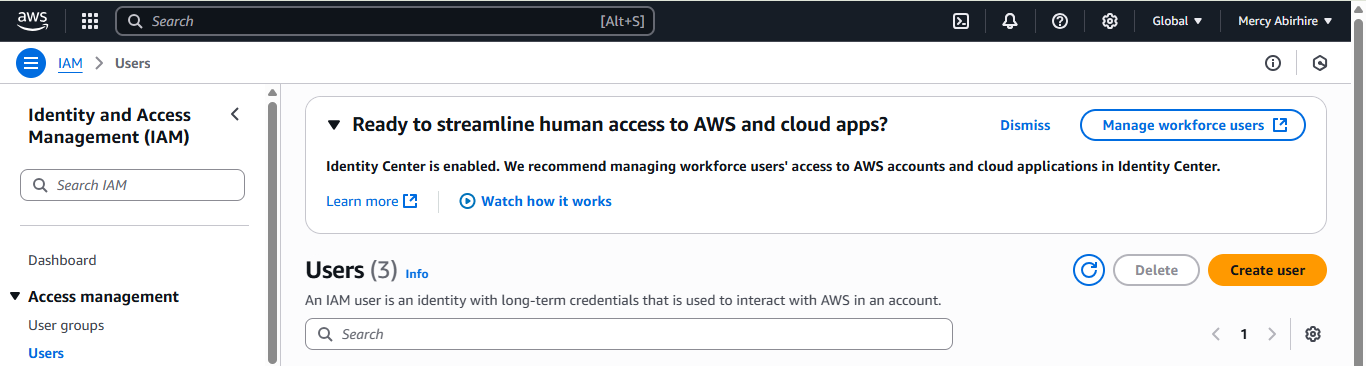 aws Search [Alt+S] Global Mercy Abirhire
IAM > Users
Identity and Access
Management (IAM)
Search IAM
Dashboard
Access management
User groups
Users
Ready to streamline human access to AWS and cloud apps?
Dismiss
Manage workforce users
Identity Center is enabled. We recommend managing workforce users' access to AWS accounts and cloud applications in Identity Center.
Learn more
Watch how it works
Users (3) Info
Delete
Create user
An IAM user is an identity with long-term credentials that is used to interact with AWS in an account.
Search
1